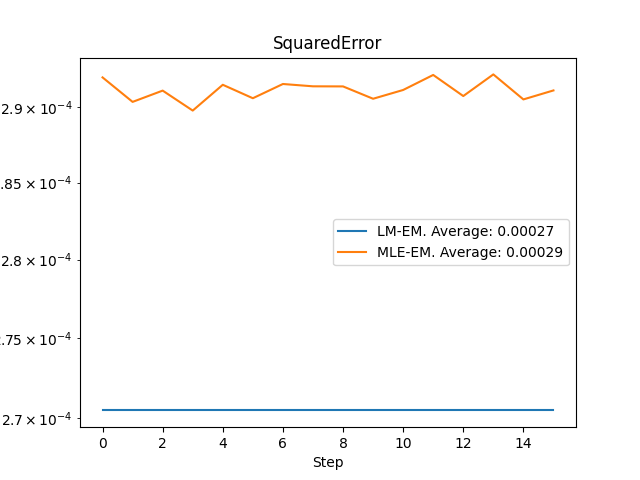 SquaredError
2.9 × 10⁻⁴
.85 × 10⁻⁴
2.8 × 10⁻⁴
.75 × 10⁻⁴
2.7 × 10⁻⁴
LM-EM. Average: 0.00027
MLE-EM. Average: 0.00029
0 2 4 6 8 10 12 14
Step